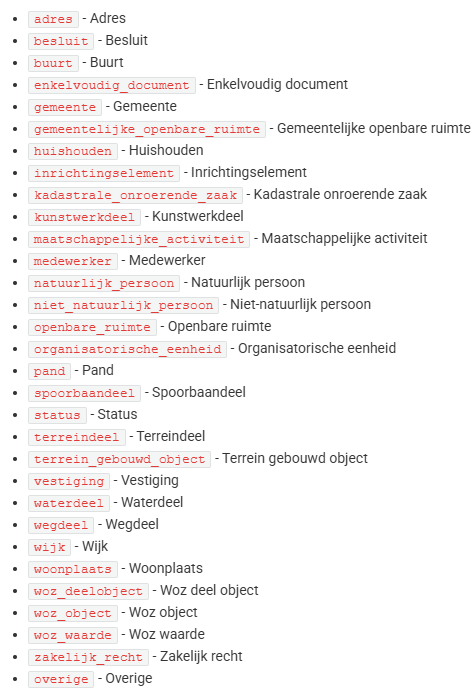 adres - Adres
besluit - Besluit
buurt - Buurt
enkelvoudig_document - Enkelvoudig document
gemeente - Gemeente
gemeentelijke_openbare_ruimte - Gemeentelijke openbare ruimte
huishouden - Huishouden
inrichtingselement - Inrichtingselement
kadastrale_onroerende_zaak - Kadastrale onroerende zaak
kunstwerkdeel - Kunstwerkdeel
maatschappelijke_activiteit - Maatschappelijke activiteit
medewerker - Medewerker
natuurlijk_persoon - Natuurlijk persoon
niet_natuurlijk_persoon - Niet-natuurlijk persoon
openbare_ruimte - Openbare ruimte
organisatorische_eenheid - Organisatorische eenheid
pand - Pand
spoorbaandeel - Spoorbaandeel
status - Status
terreindeel - Terreindeel
terrein_gebouwd_object - Terrein gebouwd object
vestiging - Vestiging
waterdeel - Waterdeel
wegdeel - Wegdeel
wijk - Wijk
woonplaats - Woonplaats
woz_deelobject - Woz deel object
woz_object - Woz object
woz_waarde - Woz waarde
zakelijk_recht - Zakelijk recht
overige - Overige